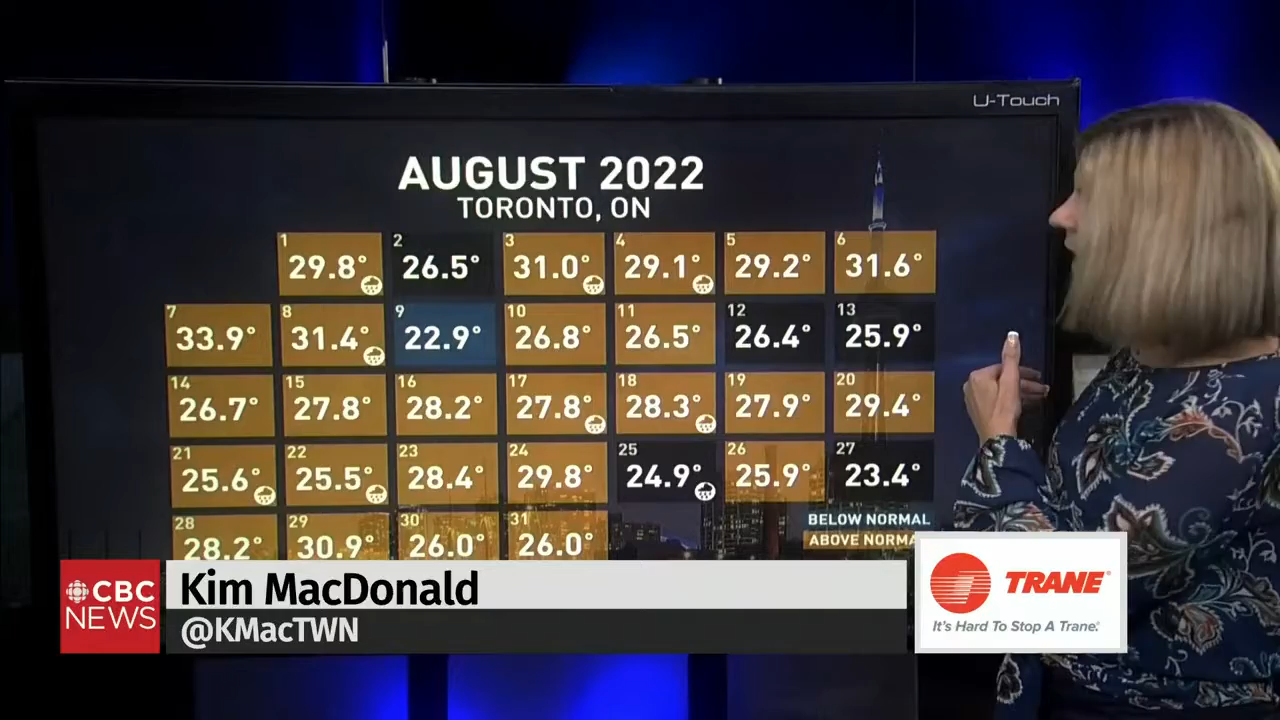 U-Touch
AUGUST 2022
TORONTO, ON
1 2 3 4 5 6
29.8° 26.5° 31.0° 29.1° 29.2° 31.6°
7 8 9 10 11 12 13
33.9° 31.4° 22.9° 26.8° 26.5° 26.4° 25.9°
14 15 16 17 18 19 20
26.7° 27.8° 28.2° 27.8° 28.3° 27.9° 29.4°
21 22 23 24 25 26 27
25.6° 25.5° 28.4° 29.8° 24.9° 25.9° 23.4°
28 29 30 31
28.2° 30.9° 26.0° 26.0°
BELOW NORMAL
ABOVE NORMA
CBC
NEWS
Kim MacDonald
@KMacTWN
TRANE®
It's Hard To Stop A Trane.®